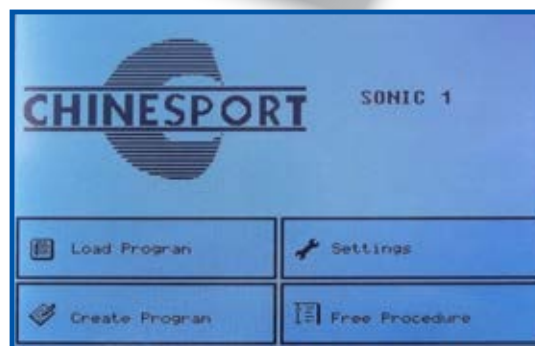 CHINESPORT
SONIC 1
Load Progran
Settings
Create Progran
Free Procedure